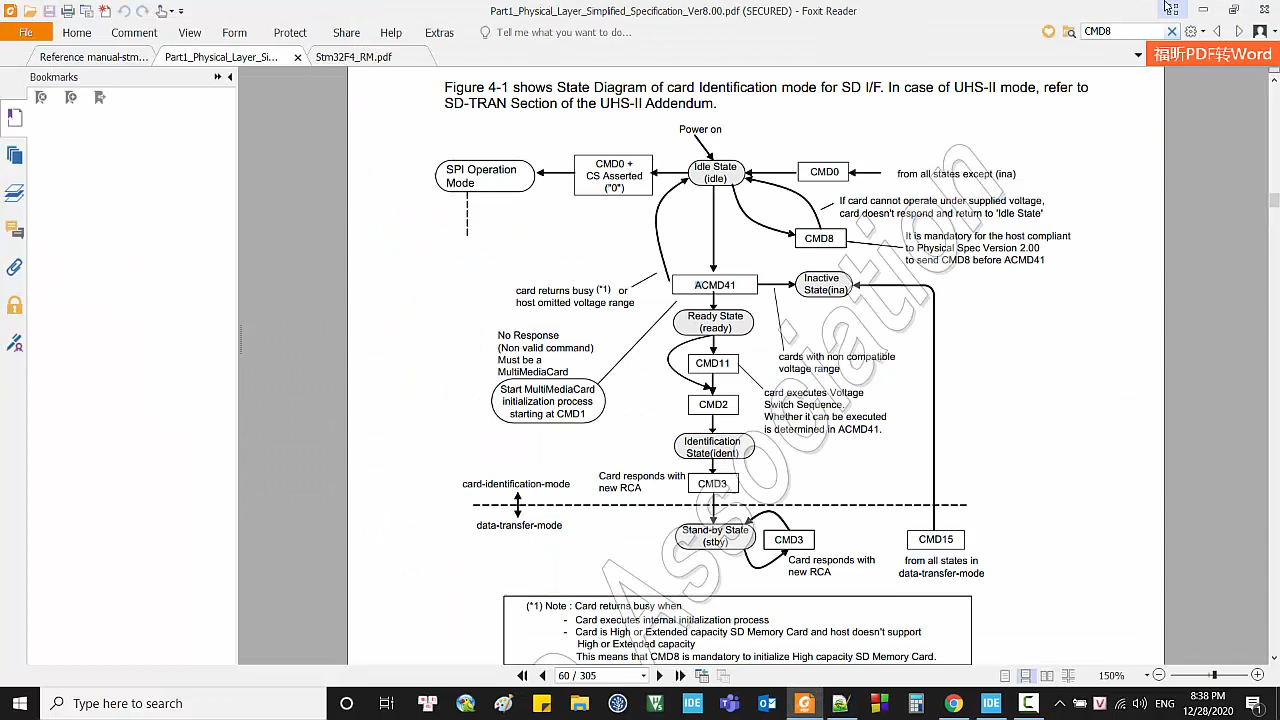 Part1_Physical_Layer_Simplified_Specification_Ver6.00.pdf (SECURED) - Foxit Reader
File
Home
Comment
View
Form
Protect
Share
Help
Extras
Tell me what you want to do...
CMD8
Reference manual-stm...
Part1_Physical_Layer_Si...
Stm32F4_RM.pdf
福昕PDF转Word
Bookmarks
Figure 4-1 shows State Diagram of card Identification mode for SD I/F. In case of UHS-II mode, refer to
SD-TRAN Section of the UHS-II Addendum.
Power on
SPI Operation
Mode
CMD0 +
CS Asserted
("0")
Idle State
(idle)
CMD0
from all states except (ina)
If card cannot operate under supplied voltage,
card doesn't respond and return to 'Idle State'
CMD8
It is mandatory for the host compliant
to Physical Spec Version 2.00
to send CMD8 before ACMD41
card returns busy (*1) or
host omitted voltage range
ACMD41
Inactive
State(ina)
Ready State
(ready)
No Response
(Non valid command)
Must be a
MultiMediaCard
Start MultiMediaCard
initialization process
starting at CMD1
CMD11
cards with non compatible
voltage range
card executes Voltage
Switch Sequence.
Whether it can be executed
is determined in ACMD41.
CMD2
Identification
State(ident)
Card responds with
new RCA
CMD3
card-identification-mode
data-transfer-mode
Stand-by State
(stby)
CMD3
Card responds with
new RCA
CMD15
from all states in
data-transfer-mode
(*1) Note : Card returns busy when
- Card executes internal initialization process
- Card is High or Extended capacity SD Memory Card and host doesn't support
High or Extended capacity
This means that CMD8 is mandatory to initialize High capacity SD Memory Card.
Association
60 / 305
150%
Type here to search
IDE
IDE
V
ENG
8:38 PM
12/28/2020